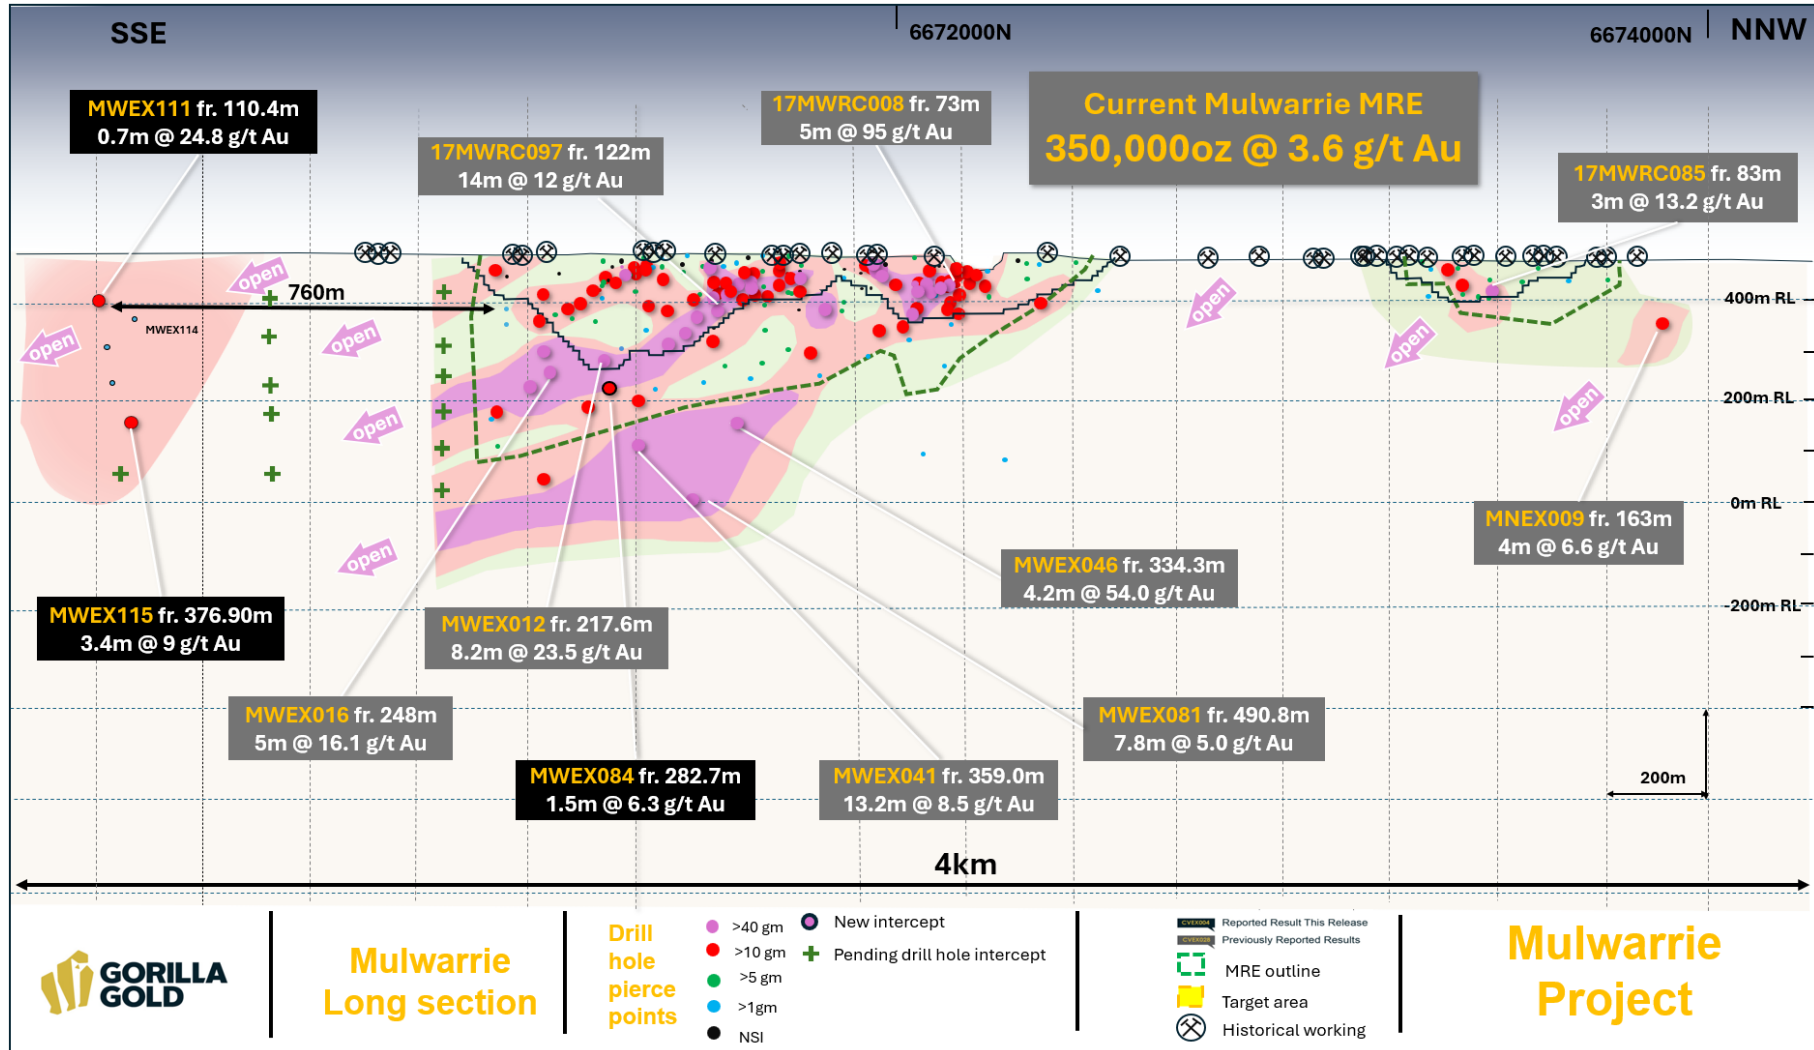 SSE
6672000N
6674000N
NNW
MWEX111 fr. 110.4m
0.7m @ 24.8 g/t Au
17MWRC097 fr. 122m
14m @ 12 g/t Au
17MWRC008 fr. 73m
5m @ 95 g/t Au
Current Mulwarrie MRE
350,000oz @ 3.6 g/t Au
17MWRC085 fr. 83m
3m @ 13.2 g/t Au
open
760m
open
400m RL
MWEX114
open
open
open
200m RL
open
open
0m RL
open
MNEX009 fr. 163m
4m @ 6.6 g/t Au
MWEX046 fr. 334.3m
4.2m @ 54.0 g/t Au
-200m RL
MWEX115 fr. 376.90m
3.4m @ 9 g/t Au
MWEX012 fr. 217.6m
8.2m @ 23.5 g/t Au
MWEX016 fr. 248m
5m @ 16.1 g/t Au
MWEX081 fr. 490.8m
7.8m @ 5.0 g/t Au
MWEX084 fr. 282.7m
1.5m @ 6.3 g/t Au
MWEX041 fr. 359.0m
13.2m @ 8.5 g/t Au
200m
4km
GORILLA
GOLD
Mulwarrie
Long section
Drill
hole
pierce
points
>40 gm
>10 gm
>5 gm
>1gm
NSI
New intercept
Pending drill hole intercept
CVEX004
Reported Result This Release
CVEX028
Previously Reported Results
MRE outline
Target area
Historical working
Mulwarrie
Project